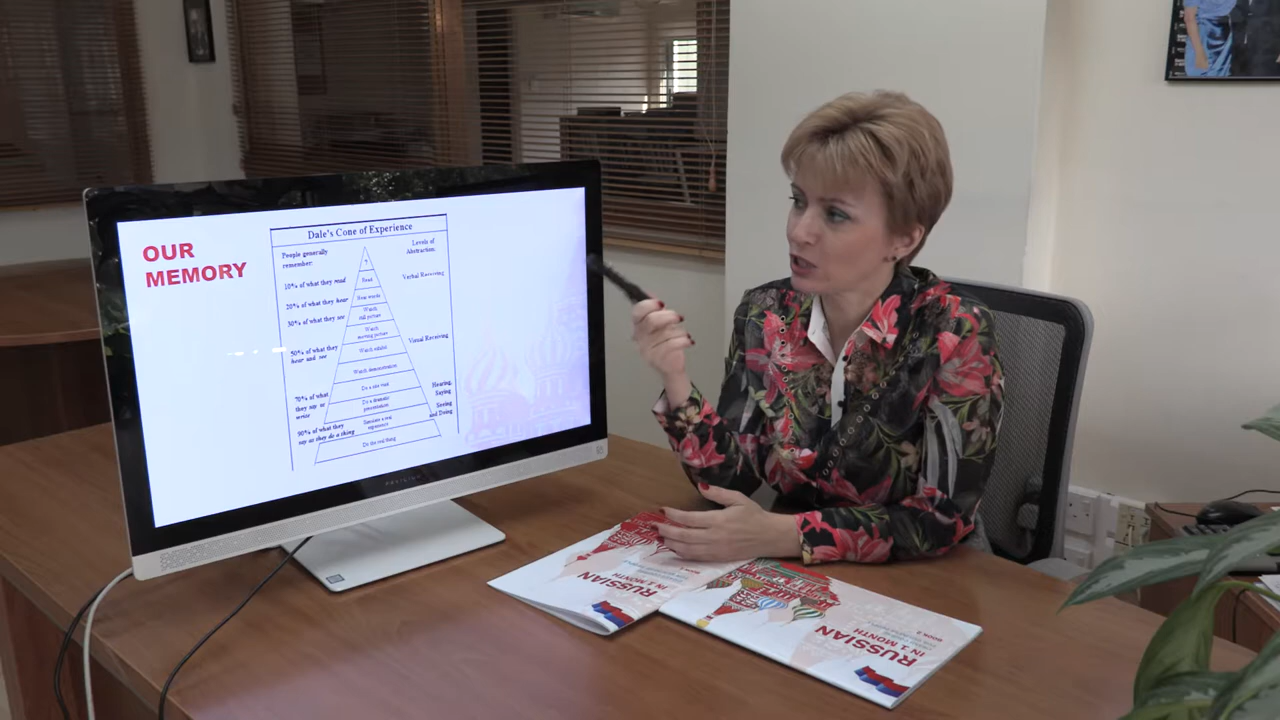 OUR
MEMORY
Dale's Cone of Experience
People generally
remember:
Levels of
Abstraction:
10% of what they read
Read
Verbal Receiving
20% of what they hear
Hear words
30% of what they see
Watch
still picture
Watch
moving picture
50% of what they
hear and see
Watch exhibit
Visual Receiving
Watch demonstration
Do a site visit
70% of what
they say or
write
Do a dramatic
presentation
Hearing,
Saying
Seeing
and Doing
90% of what they
say as they do a thing
Simulate a real
experience
Do the real thing
PAVILION
RUSSIAN
IN 1 MONTH
RUSSIAN
IN 1 MONTH
BOOK 2